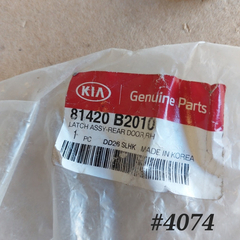 KIA Genuine Parts
81420 B2010
LATCH ASSY-REAR DOOR,RH
1 PC DD26 SLHK MADE IN KOREA
#4074